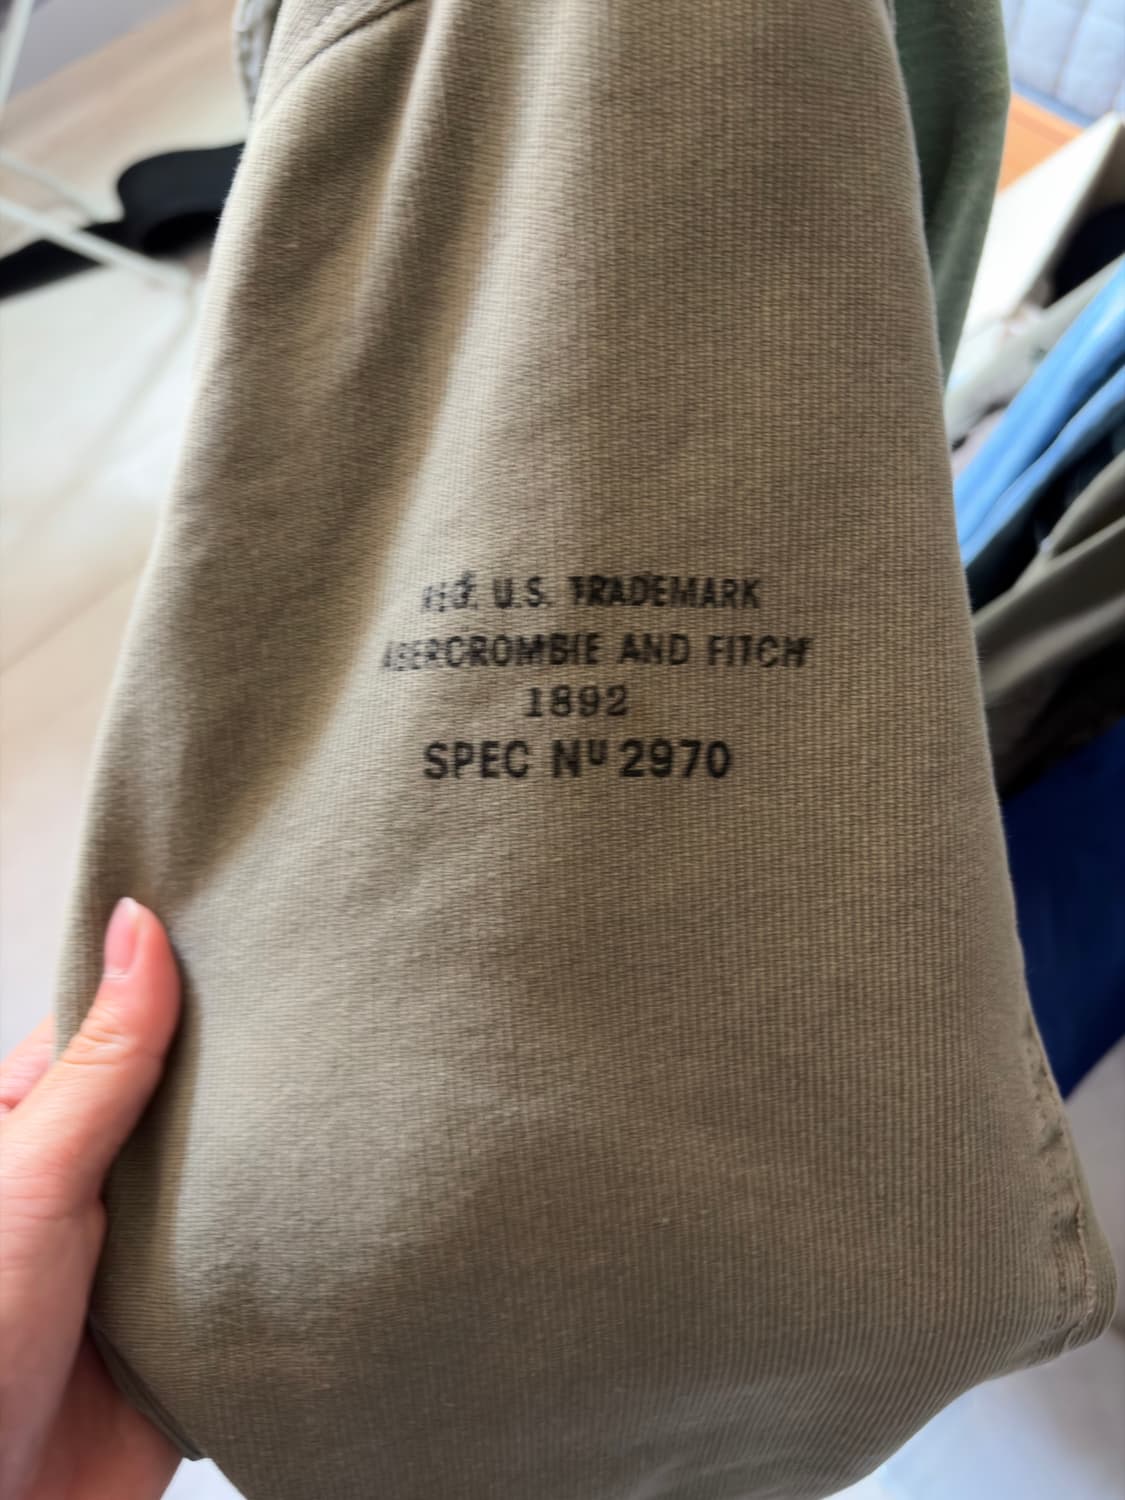 REG. U.S. TRADEMARK
ABERCROMBIE AND FITCH
1892
SPEC Nº 2970